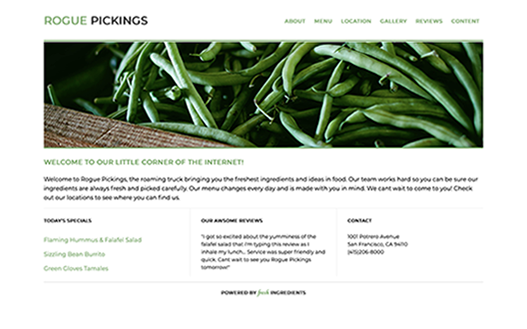 ROGUE PICKINGS
ABOUT MENU LOCATION GALLERY REVIEWS CONTENT
WELCOME TO OUR LITTLE CORNER OF THE INTERNET!
Welcome to Rogue Pickings, the roaming truck bringing you the freshest ingredients and ideas in food. Our team works hard so you can be sure our
ingredients are always fresh and picked carefully. Our menu changes every day and is made with you in mind. We cant wait to come to you! Check
out our locations to see where you can find us.
TODAY'S SPECIALS
Flaming Hummus & Falafel Salad
Sizzling Bean Burrito
Green Gloves Tamales
OUR AWSOME REVIEWS
"I got so excited about the yumminess of the
falafel salad that i'm typing this review as I
inhale my lunch... Service was super friendly and
quick. Cant wait to see you Rogue Pickings
tomorrow!"
CONTACT
1001 Potrero Avenue
San Francisco, CA 94110
(415)206-8000
POWERED BY fresh INGREDIENTS